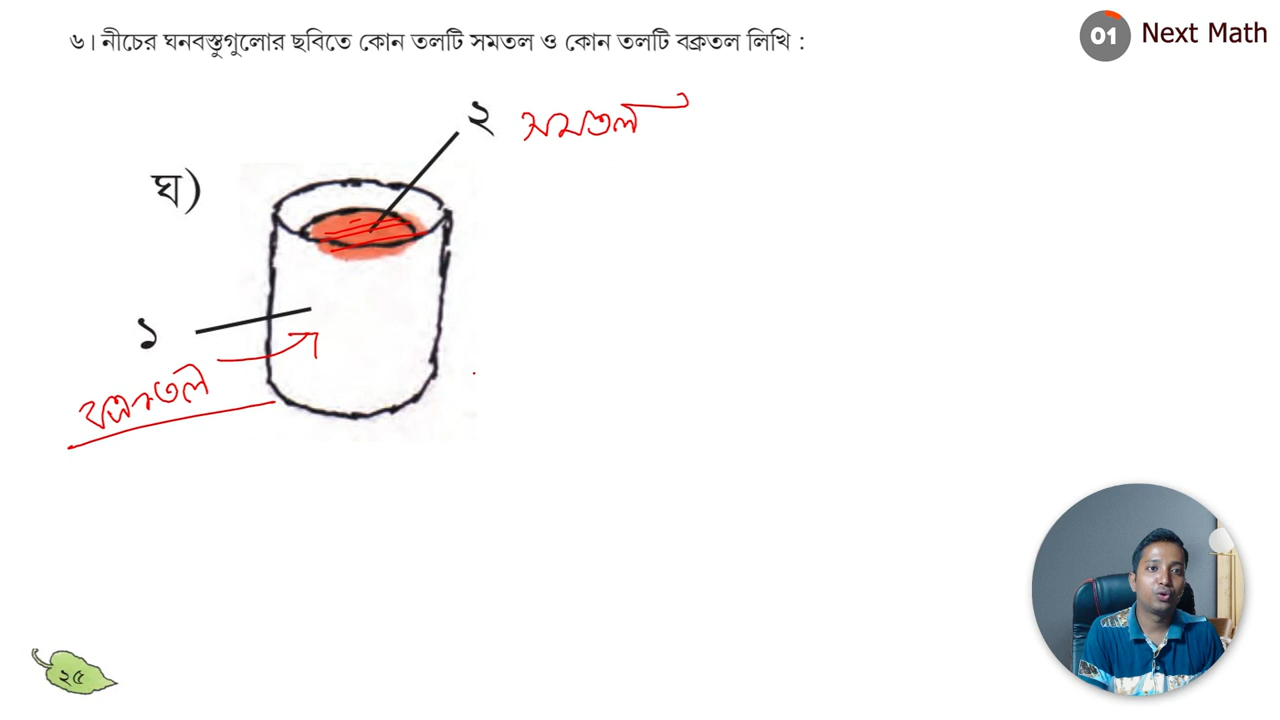 ৬। নীচের ঘনবস্তুগুলোর ছবিতে কোন তলটি সমতল ও কোন তলটি বক্রতল লিখি :
01 Next Math
২ সমতল
ঘ)
১
বক্রতল
২৫